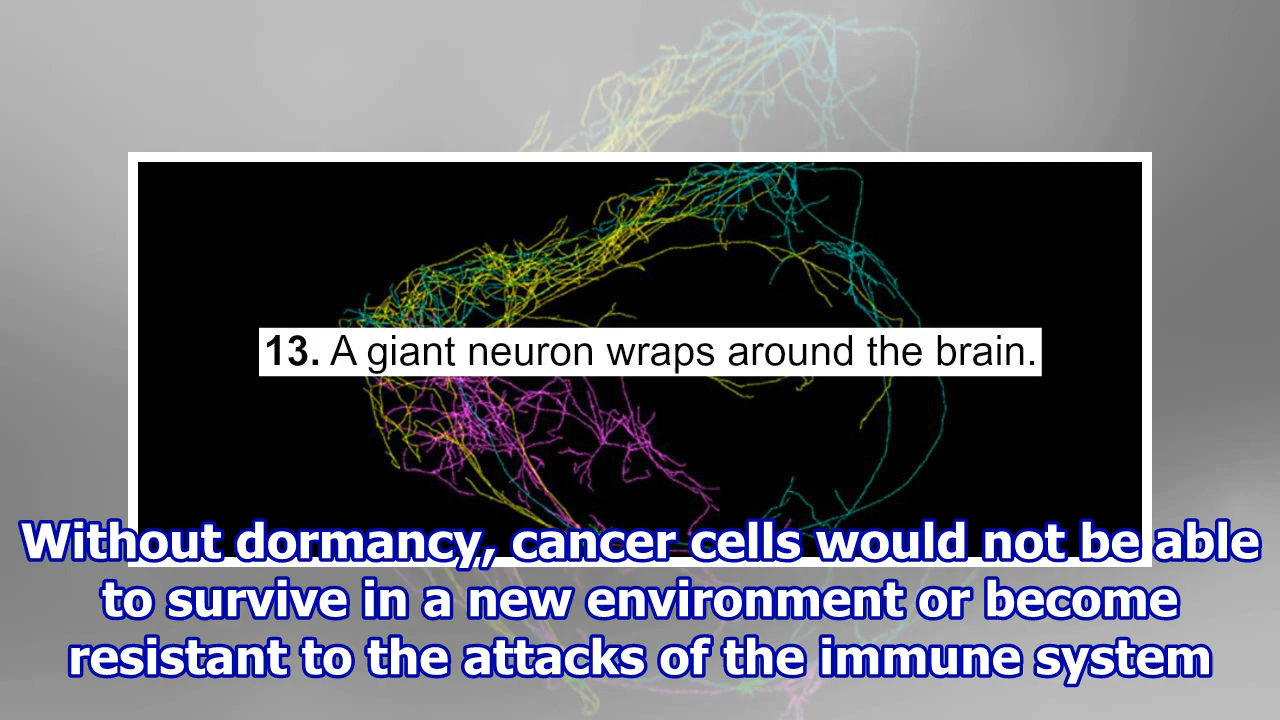 13. A giant neuron wraps around the brain.
Without dormancy, cancer cells would not be able
to survive in a new environment or become
resistant to the attacks of the immune system